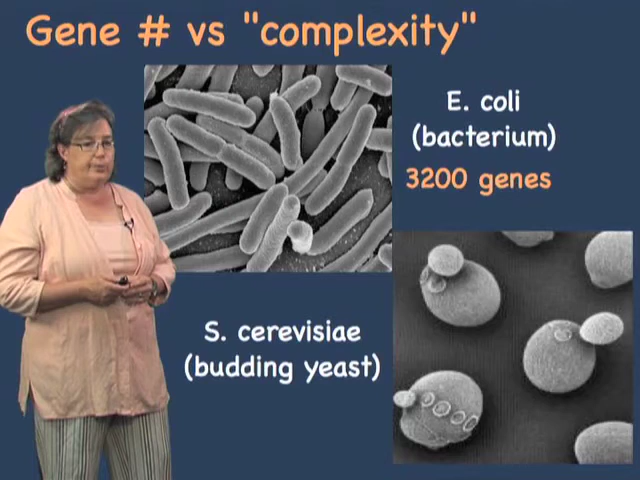 Gene # vs "complexity"
E. coli
(bacterium)
3200 genes
S. cerevisiae
(budding yeast)